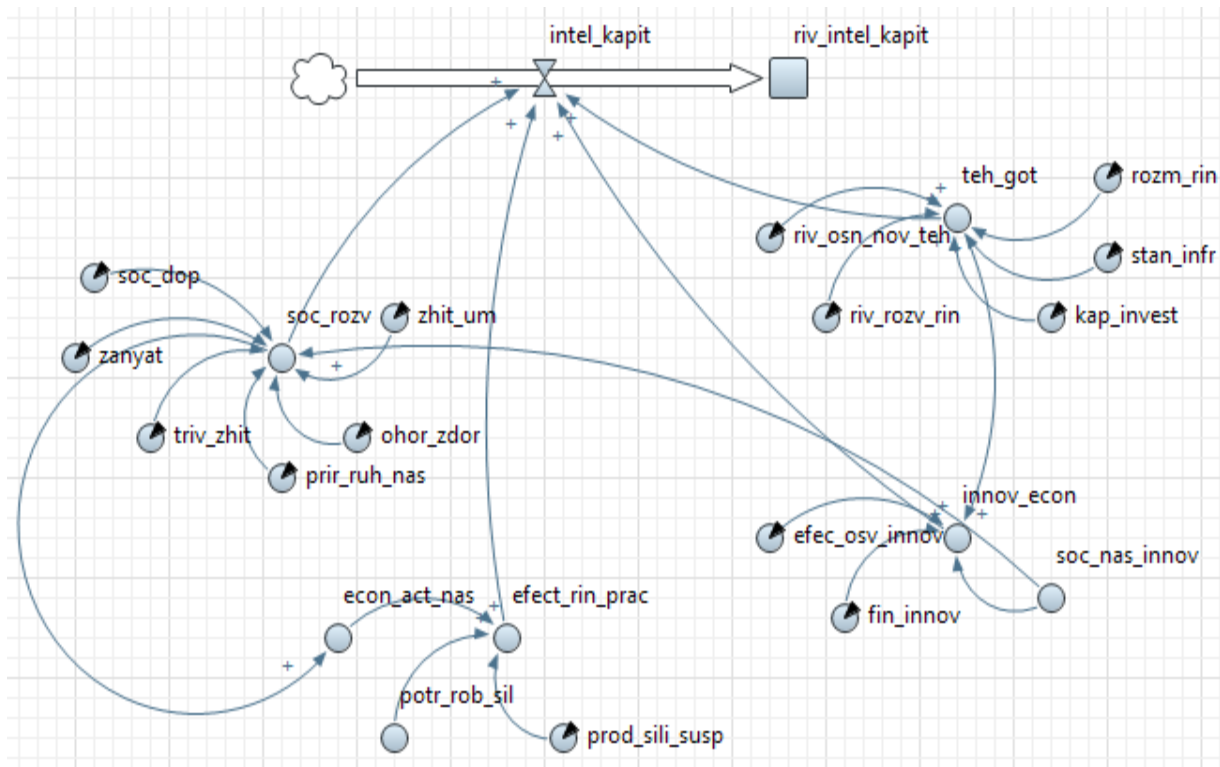 intel_kapit
riv_intel_kapit
teh_got
rozm_rin
riv_osn_nov_teh
stan_infr
soc_dop
soc_rozv
zhit_um
riv_rozv_rin
kap_invest
zanyat
triv_zhit
ohor_zdor
prir_ruh_nas
innov_econ
efec_osv_innov
soc_nas_innov
econ_act_nas
efect_rin_prac
fin_innov
potr_rob_sil
prod_sili_susp